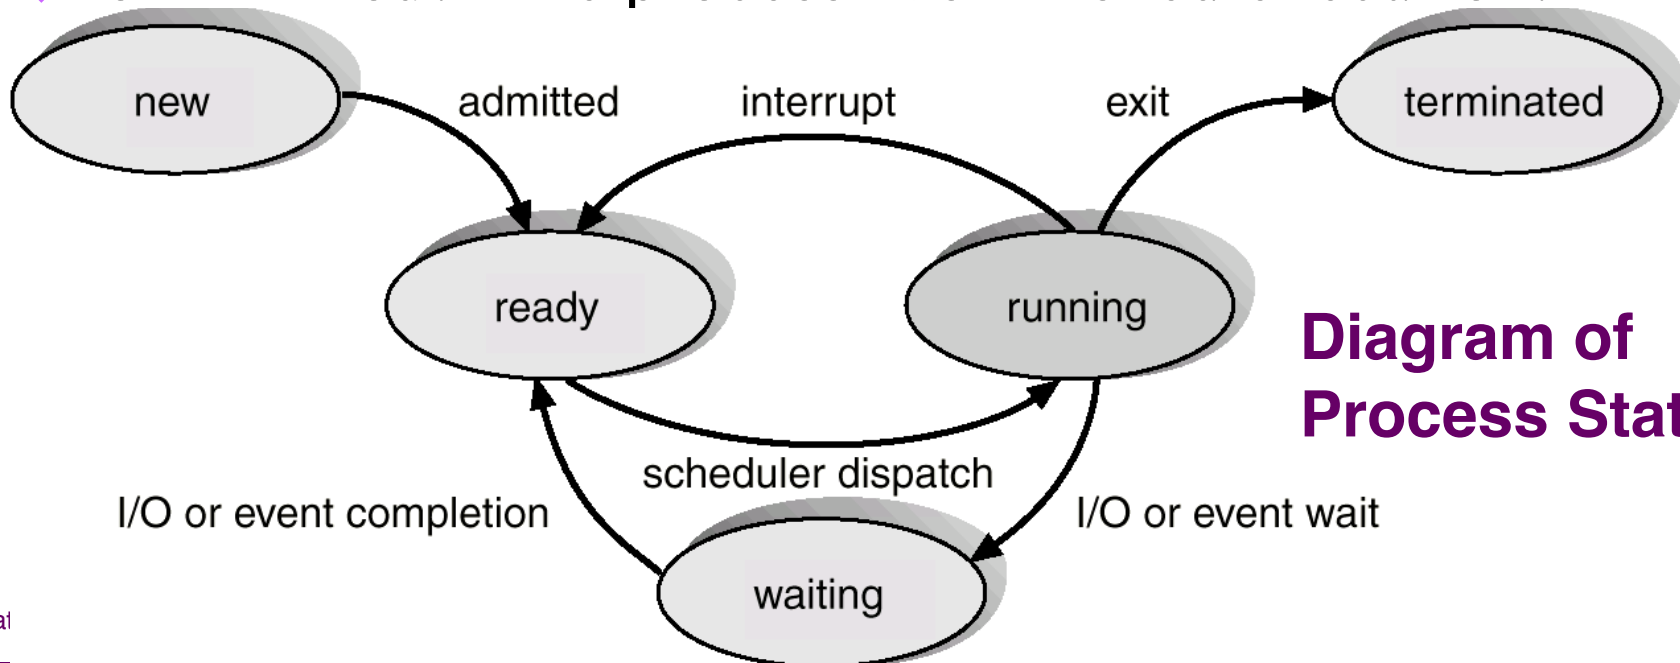 new
admitted
interrupt
exit
terminated
ready
running
Diagram of
Process Stat
scheduler dispatch
I/O or event completion
I/O or event wait
waiting
at